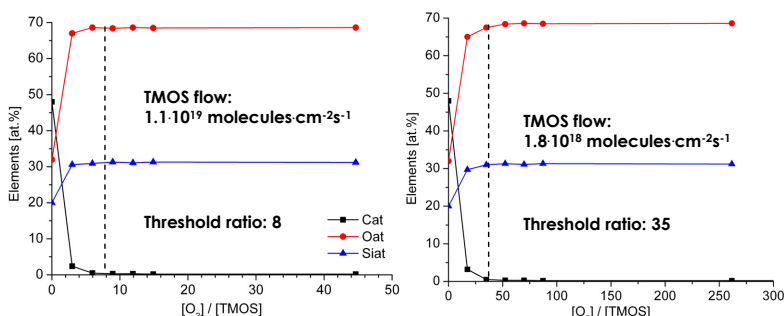 70
60
50
40
30
20
10
0
Elements [at.%]
TMOS flow:
1.1·10¹⁹ molecules·cm⁻²s⁻¹
Threshold ratio: 8
Cat
Oat
Siat
0 10 20 30 40 50
[O₂] / [TMOS]
70
60
50
40
30
20
10
0
Elements [at.%]
TMOS flow:
1.8·10¹⁸ molecules·cm⁻²s⁻¹
Threshold ratio: 35
0 50 100 150 200 250 300
[O₂] / [TMOS]